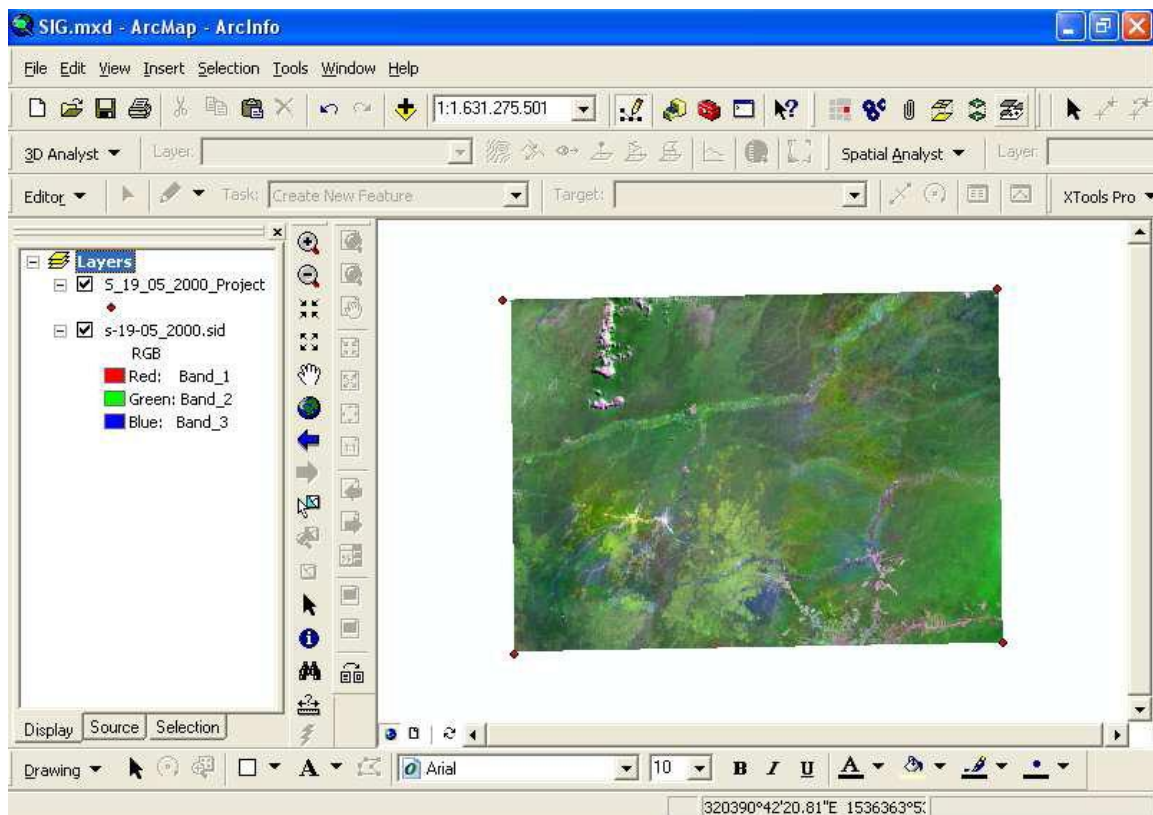 SIG.mxd - ArcMap - ArcInfo
File Edit View Insert Selection Tools Window Help
1:1.631.275.501
3D Analyst Layer: Spatial Analyst Layer:
Editor Task: Create New Feature Target: XTools Pro
Layers
S_19_05_2000_Project
s-19-05_2000.sid
RGB
Red: Band_1
Green: Band_2
Blue: Band_3
1:1
Display Source Selection
Drawing A Arial 10 B I U A
320390°42'20.81"E